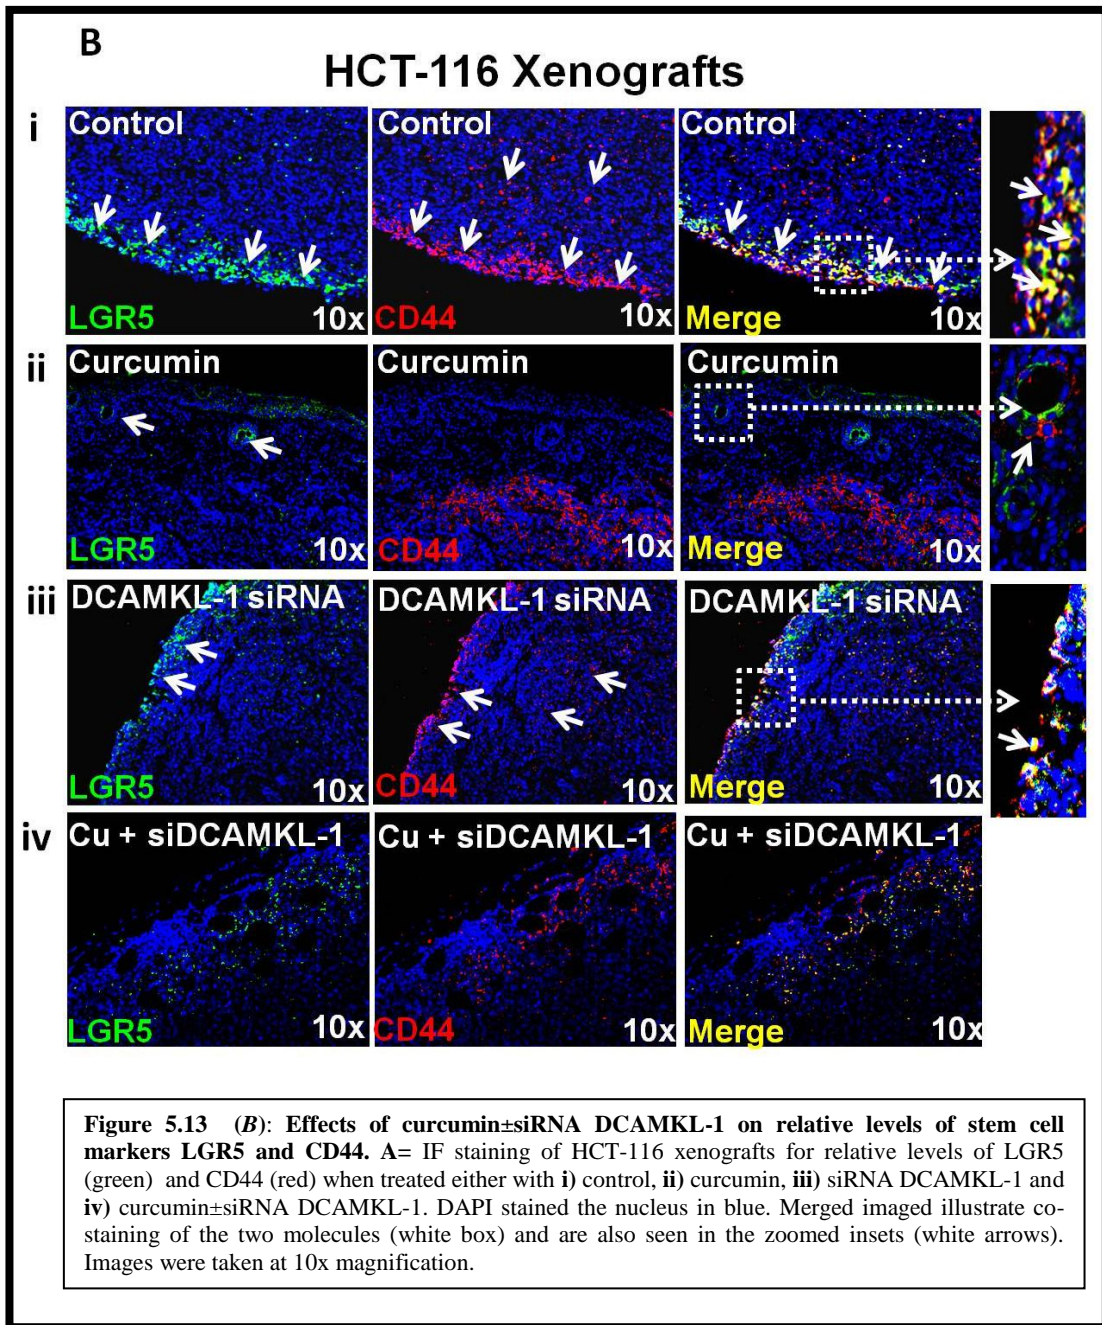 B
HCT-116 Xenografts
i
Control
LGR5
10x
Control
CD44
10x
Control
Merge
10x
ii
Curcumin
LGR5
10x
Curcumin
CD44
10x
Curcumin
Merge
10x
iii
DCAMKL-1 siRNA
LGR5
10x
DCAMKL-1 siRNA
CD44
10x
DCAMKL-1 siRNA
Merge
10x
iv
Cu + siDCAMKL-1
LGR5
10x
Cu + siDCAMKL-1
CD44
10x
Cu + siDCAMKL-1
Merge
10x
Figure 5.13 (B): Effects of curcumin±siRNA DCAMKL-1 on relative levels of stem cell
markers LGR5 and CD44. A= IF staining of HCT-116 xenografts for relative levels of LGR5
(green) and CD44 (red) when treated either with i) control, ii) curcumin, iii) siRNA DCAMKL-1 and
iv) curcumin±siRNA DCAMKL-1. DAPI stained the nucleus in blue. Merged imaged illustrate co-
staining of the two molecules (white box) and are also seen in the zoomed insets (white arrows).
Images were taken at 10x magnification.